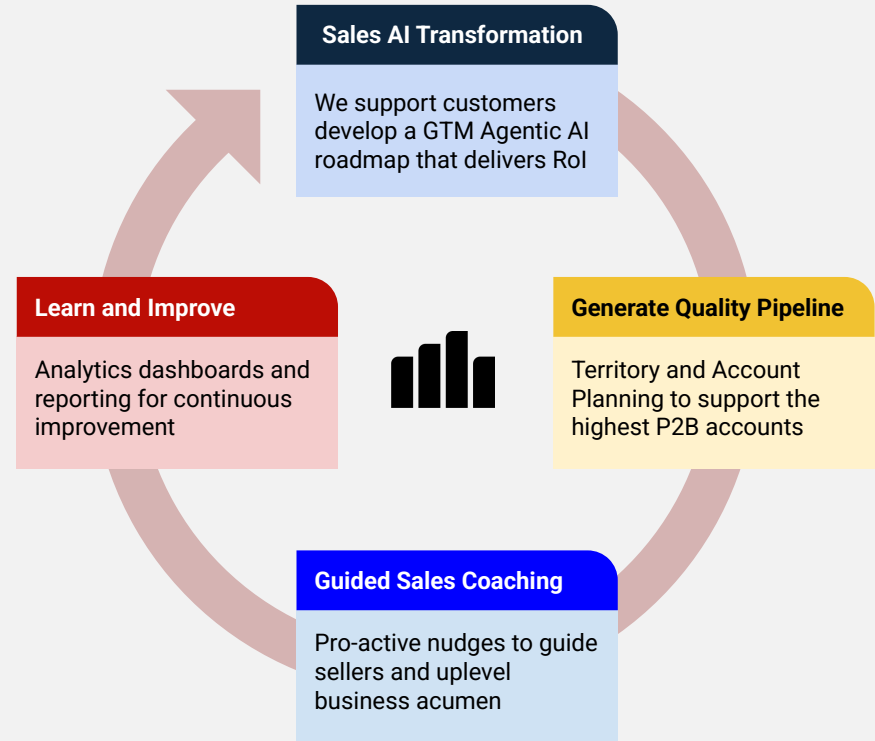 Sales AI Transformation
We support customers
develop a GTM Agentic AI
roadmap that delivers RoI
Learn and Improve
Analytics dashboards and
reporting for continuous
improvement
Generate Quality Pipeline
Territory and Account
Planning to support the
highest P2B accounts
Guided Sales Coaching
Pro-active nudges to guide
sellers and uplevel
business acumen